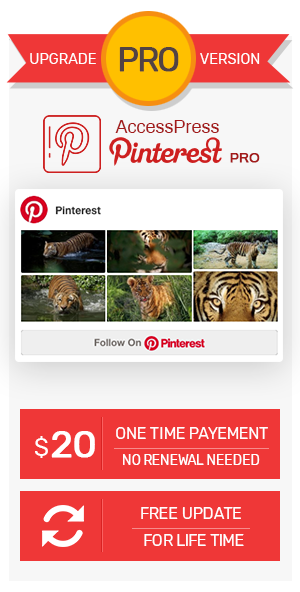 UPGRADE PRO VERSION
AccessPress
Pinterest PRO
Pinterest
Follow On Pinterest
$20 ONE TIME PAYEMENT
NO RENEWAL NEEDED
FREE UPDATE
FOR LIFE TIME